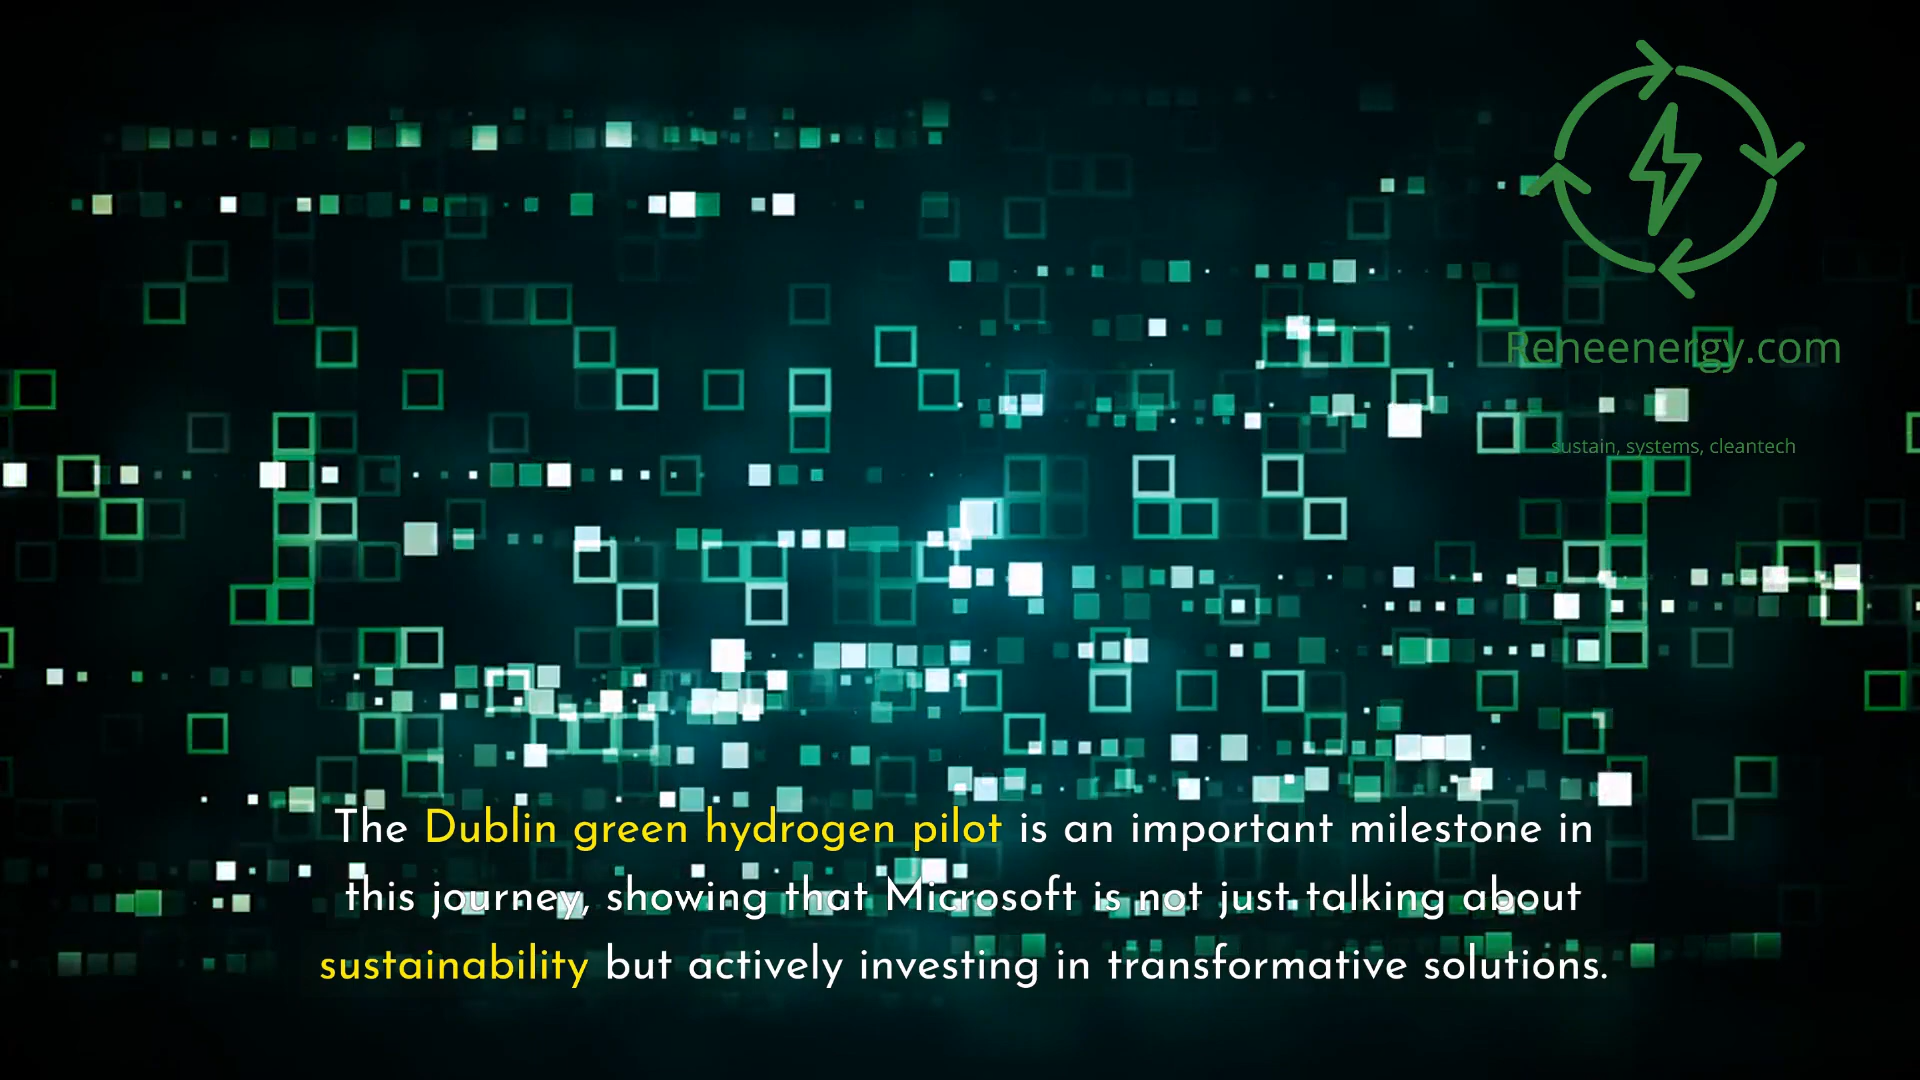 Reneenergy.com
sustain, systems, cleantech
The Dublin green hydrogen pilot is an important milestone in
this journey, showing that Microsoft is not just talking about
sustainability but actively investing in transformative solutions.